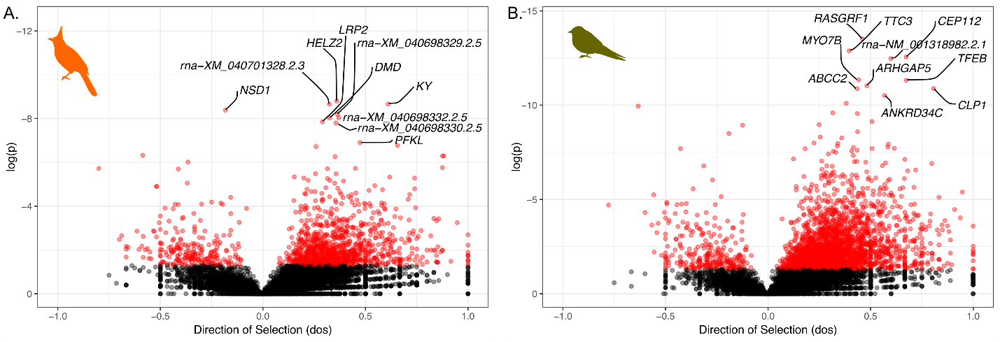 A.
−12
−8
−4
0
log(p)
LRP2
HELZ2
rna−XM_040698329.2.5
rna−XM_040701328.2.3
DMD
NSD1
KY
rna−XM_040698332.2.5
rna−XM_040698330.2.5
PFKL
−1.0
−0.5
0.0
0.5
1.0
Direction of Selection (dos)
B.
−15
−10
−5
0
log(p)
RASGRF1
TTC3
CEP112
MYO7B
rna−NM_001318982.2.1
TFEB
ABCC2
ARHGAP5
CLP1
ANKRD34C
−1.0
−0.5
0.0
0.5
1.0
Direction of Selection (dos)